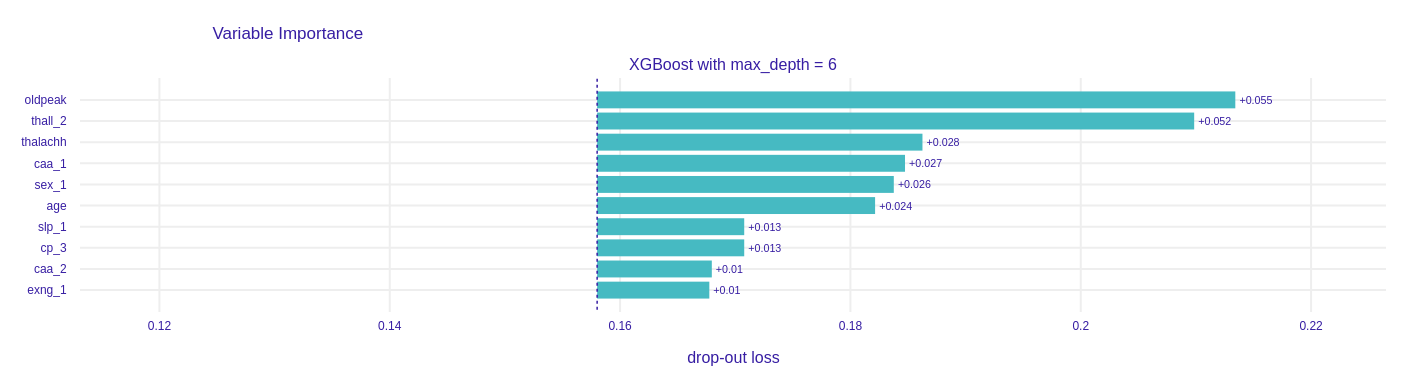 Variable Importance
XGBoost with max_depth = 6
oldpeak +0.055
thall_2 +0.052
thalachh +0.028
caa_1 +0.027
sex_1 +0.026
age +0.024
slp_1 +0.013
cp_3 +0.013
caa_2 +0.01
exng_1 +0.01
0.12 0.14 0.16 0.18 0.2 0.22
drop-out loss